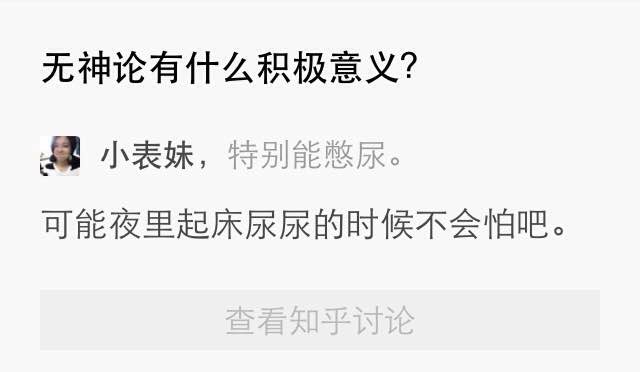 无神论有什么积极意义?
小表妹，特别能憋尿。
可能夜里起床尿尿的时候不会怕吧。
查看知乎讨论